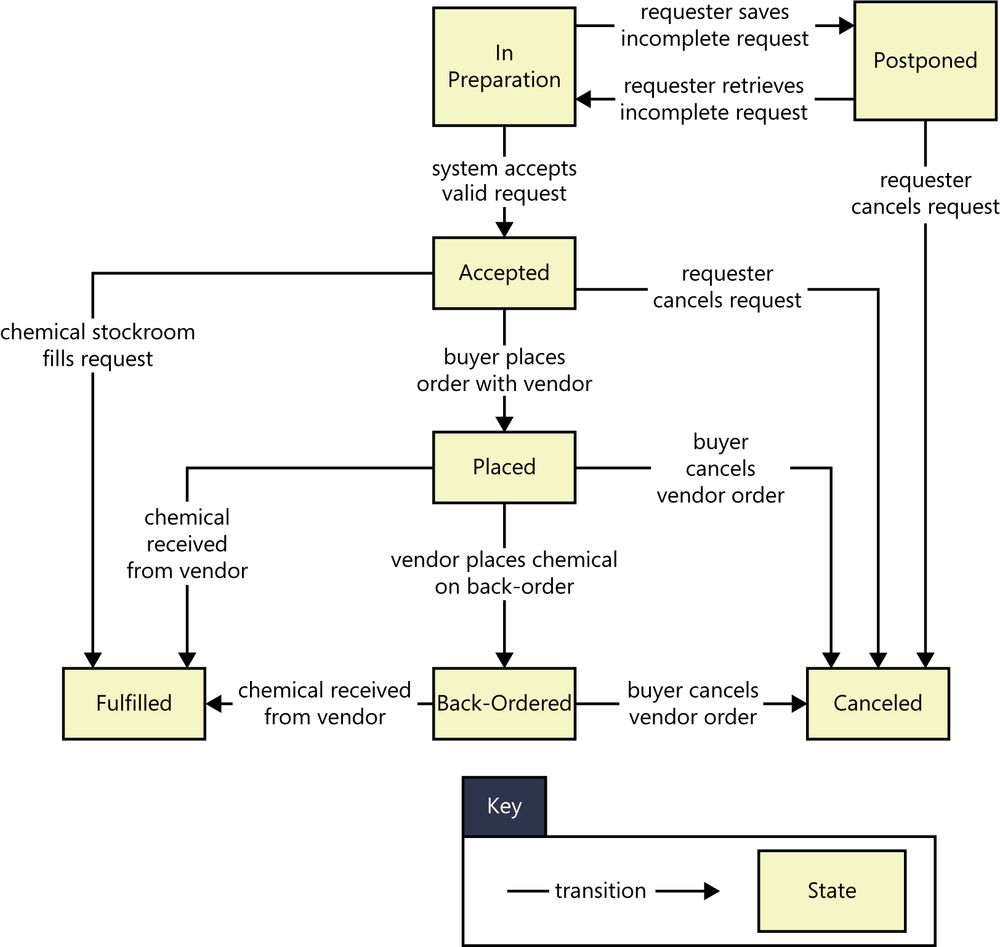 In
Preparation
requester saves
incomplete request
Postponed
requester retrieves
incomplete request
system accepts
valid request
requester
cancels request
Accepted
requester
cancels request
chemical stockroom
fills request
buyer places
order with vendor
Placed
buyer
cancels
vendor order
chemical
received
from vendor
vendor places chemical
on back-order
Fulfilled
chemical received
from vendor
Back-Ordered
buyer cancels
vendor order
Canceled
Key
transition
State